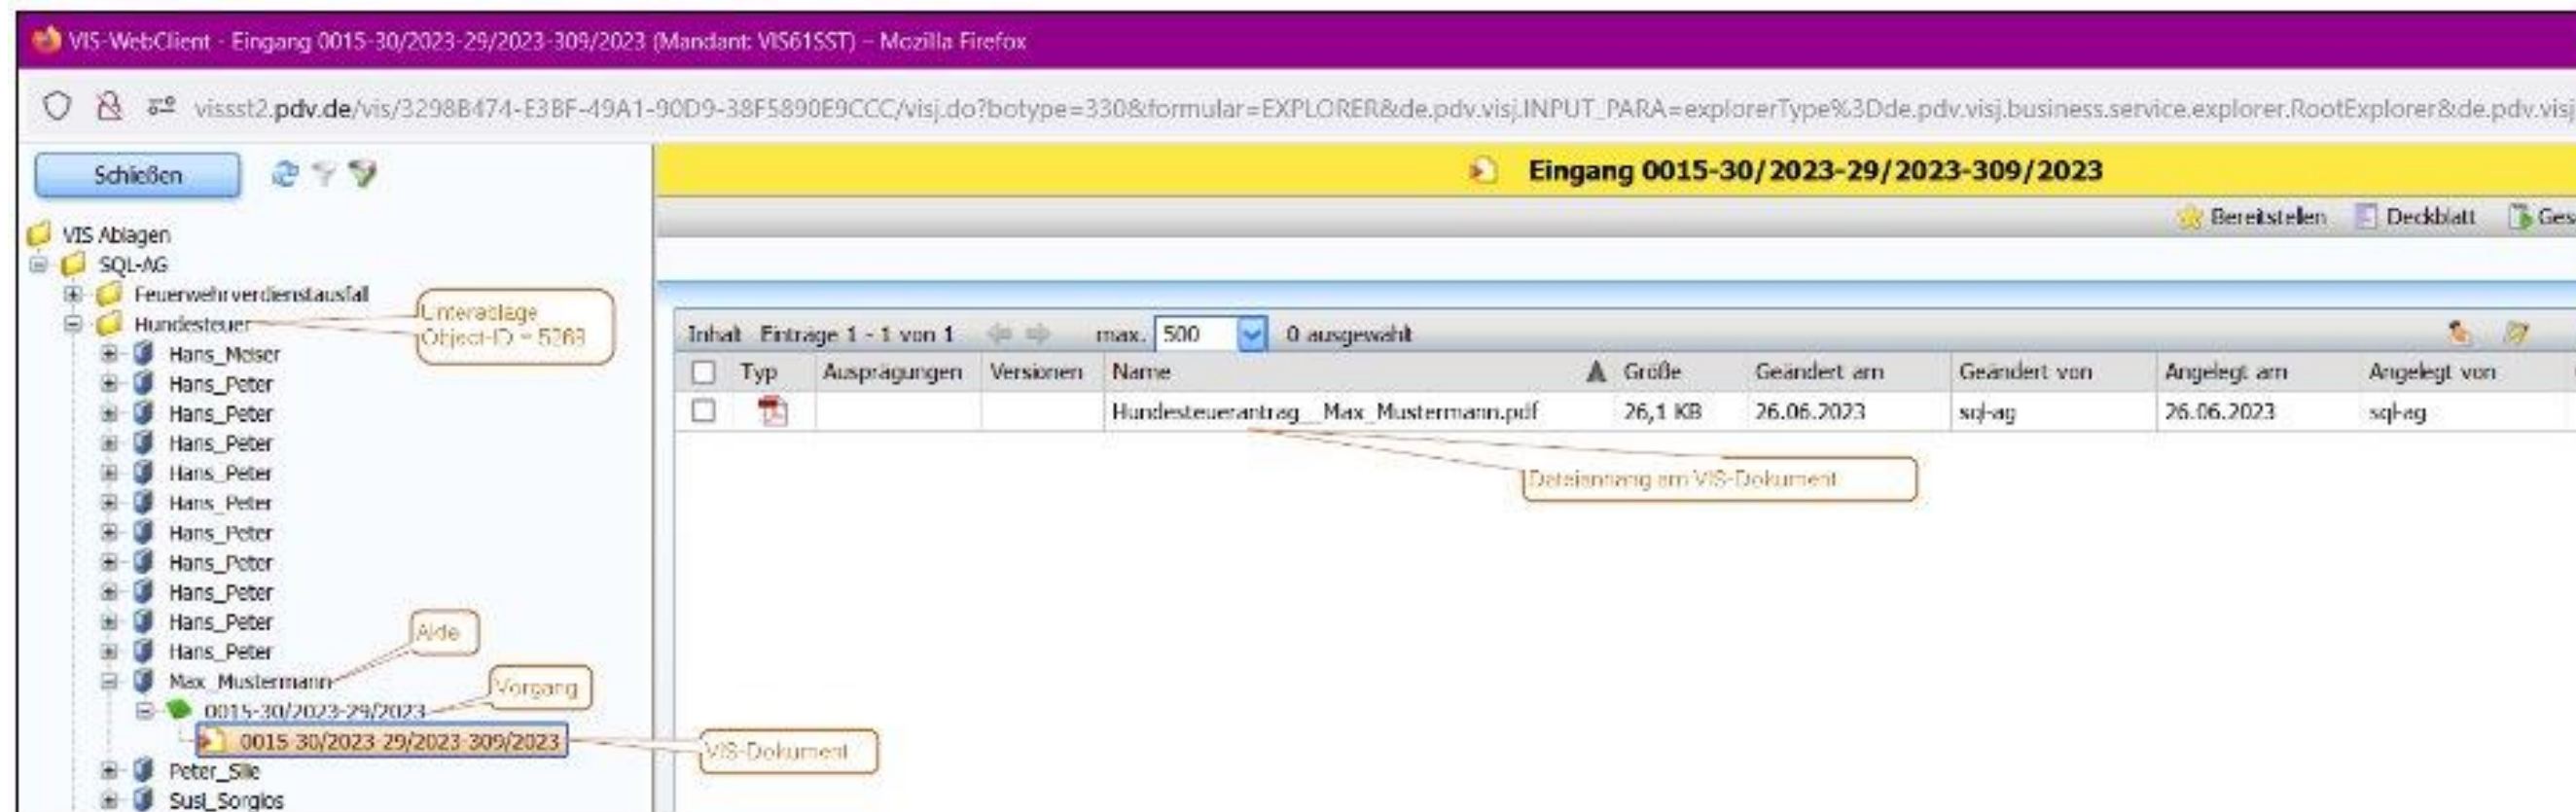 VIS-WebClient - Eingang 0015-30/2023-29/2023-309/2023 (Mandant: VIS61SST) – Mozilla Firefox
vissst2.pdv.de/vis/3298B474-E3BF-49A1-90D9-38F5890E9CCC/visj.do?botype=330&formular=EXPLORER&de.pdv.visj.INPUT_PARA=explorerType%3Dde.pdv.visj.business.service.explorer.RootExplorer&de.pdv.visj
Schließen
Eingang 0015-30/2023-29/2023-309/2023
Bereitstellen Deckblatt Ges
VIS Ablagen
SQL-AG
Feuerwehrverdienstausfall
Hundesteuer
Unterablage
Object-ID = 5269
Inhalt Einträge 1 - 1 von 1 max. 500 0 ausgewählt
Typ Ausprägungen Versionen Name Größe Geändert am Geändert von Angelegt am Angelegt von
Hundesteuerantrag__Max_Mustermann.pdf 26,1 KB 26.06.2023 sql-ag 26.06.2023 sql-ag
Dateianhang am VIS-Dokument
Hans_Meiser
Hans_Peter
Hans_Peter
Hans_Peter
Hans_Peter
Hans_Peter
Hans_Peter
Hans_Peter
Hans_Peter
Hans_Peter
Hans_Peter
Akte
Max_Mustermann
Vorgang
0015-30/2023-29/2023
0015-30/2023-29/2023-309/2023
VIS-Dokument
Peter_Silie
Susi_Sorglos